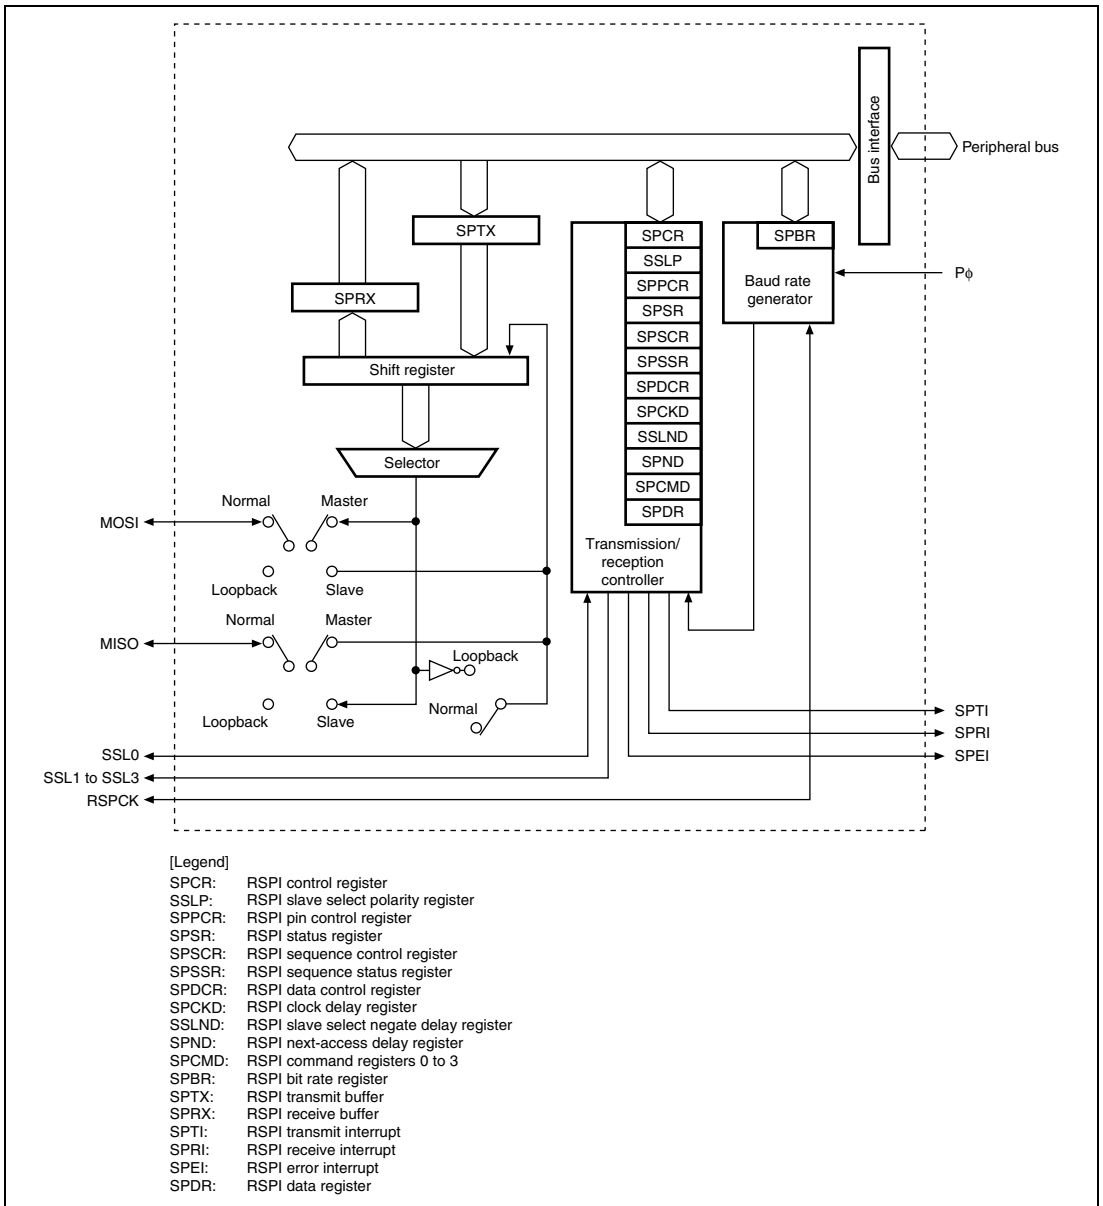 Bus interface
Peripheral bus
SPTX
SPCR
SPBR
SSLP
SPPCR
Baud rate
generator
Pϕ
SPRX
SPSR
SPSCR
SPSSR
Shift register
SPDCR
SPCKD
SSLND
SPND
SPCMD
SPDR
Selector
Transmission/
reception
controller
Normal
Master
MOSI
Loopback
Slave
Normal
Master
MISO
Loopback
Loopback
Slave
Normal
SPTI
SPRI
SPEI
SSL0
SSL1 to SSL3
RSPCK
[Legend]
SPCR: RSPI control register
SSLP: RSPI slave select polarity register
SPPCR: RSPI pin control register
SPSR: RSPI status register
SPSCR: RSPI sequence control register
SPSSR: RSPI sequence status register
SPDCR: RSPI data control register
SPCKD: RSPI clock delay register
SSLND: RSPI slave select negate delay register
SPND: RSPI next-access delay register
SPCMD: RSPI command registers 0 to 3
SPBR: RSPI bit rate register
SPTX: RSPI transmit buffer
SPRX: RSPI receive buffer
SPTI: RSPI transmit interrupt
SPRI: RSPI receive interrupt
SPEI: RSPI error interrupt
SPDR: RSPI data register